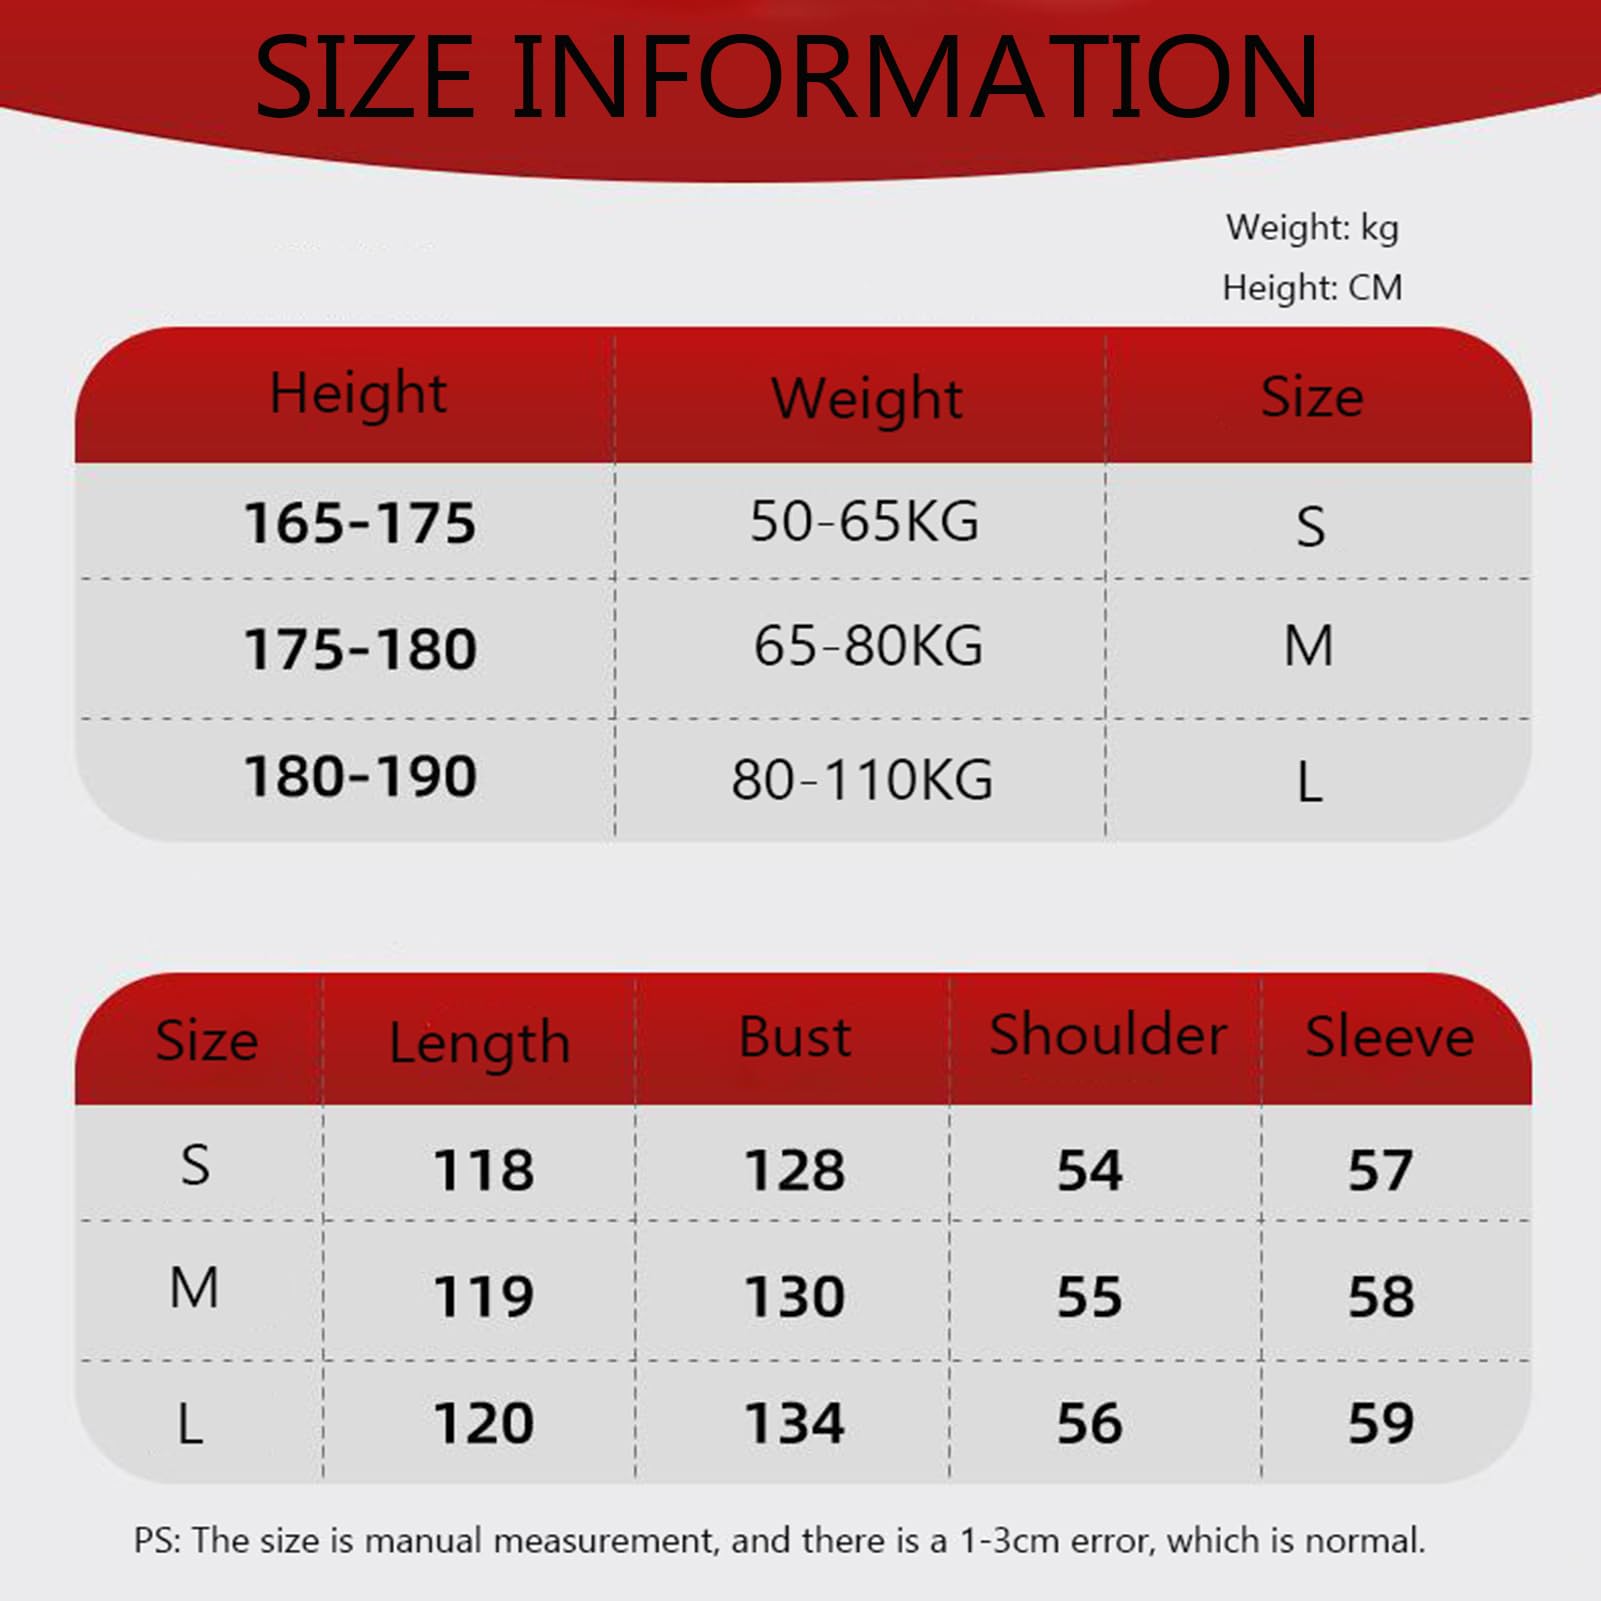 SIZE INFORMATION
Weight: kg
Height: CM
Height Weight Size
165-175 50-65KG S
175-180 65-80KG M
180-190 80-110KG L
Size Length Bust Shoulder Sleeve
S 118 128 54 57
M 119 130 55 58
L 120 134 56 59
PS: The size is manual measurement, and there is a 1-3cm error, which is normal.